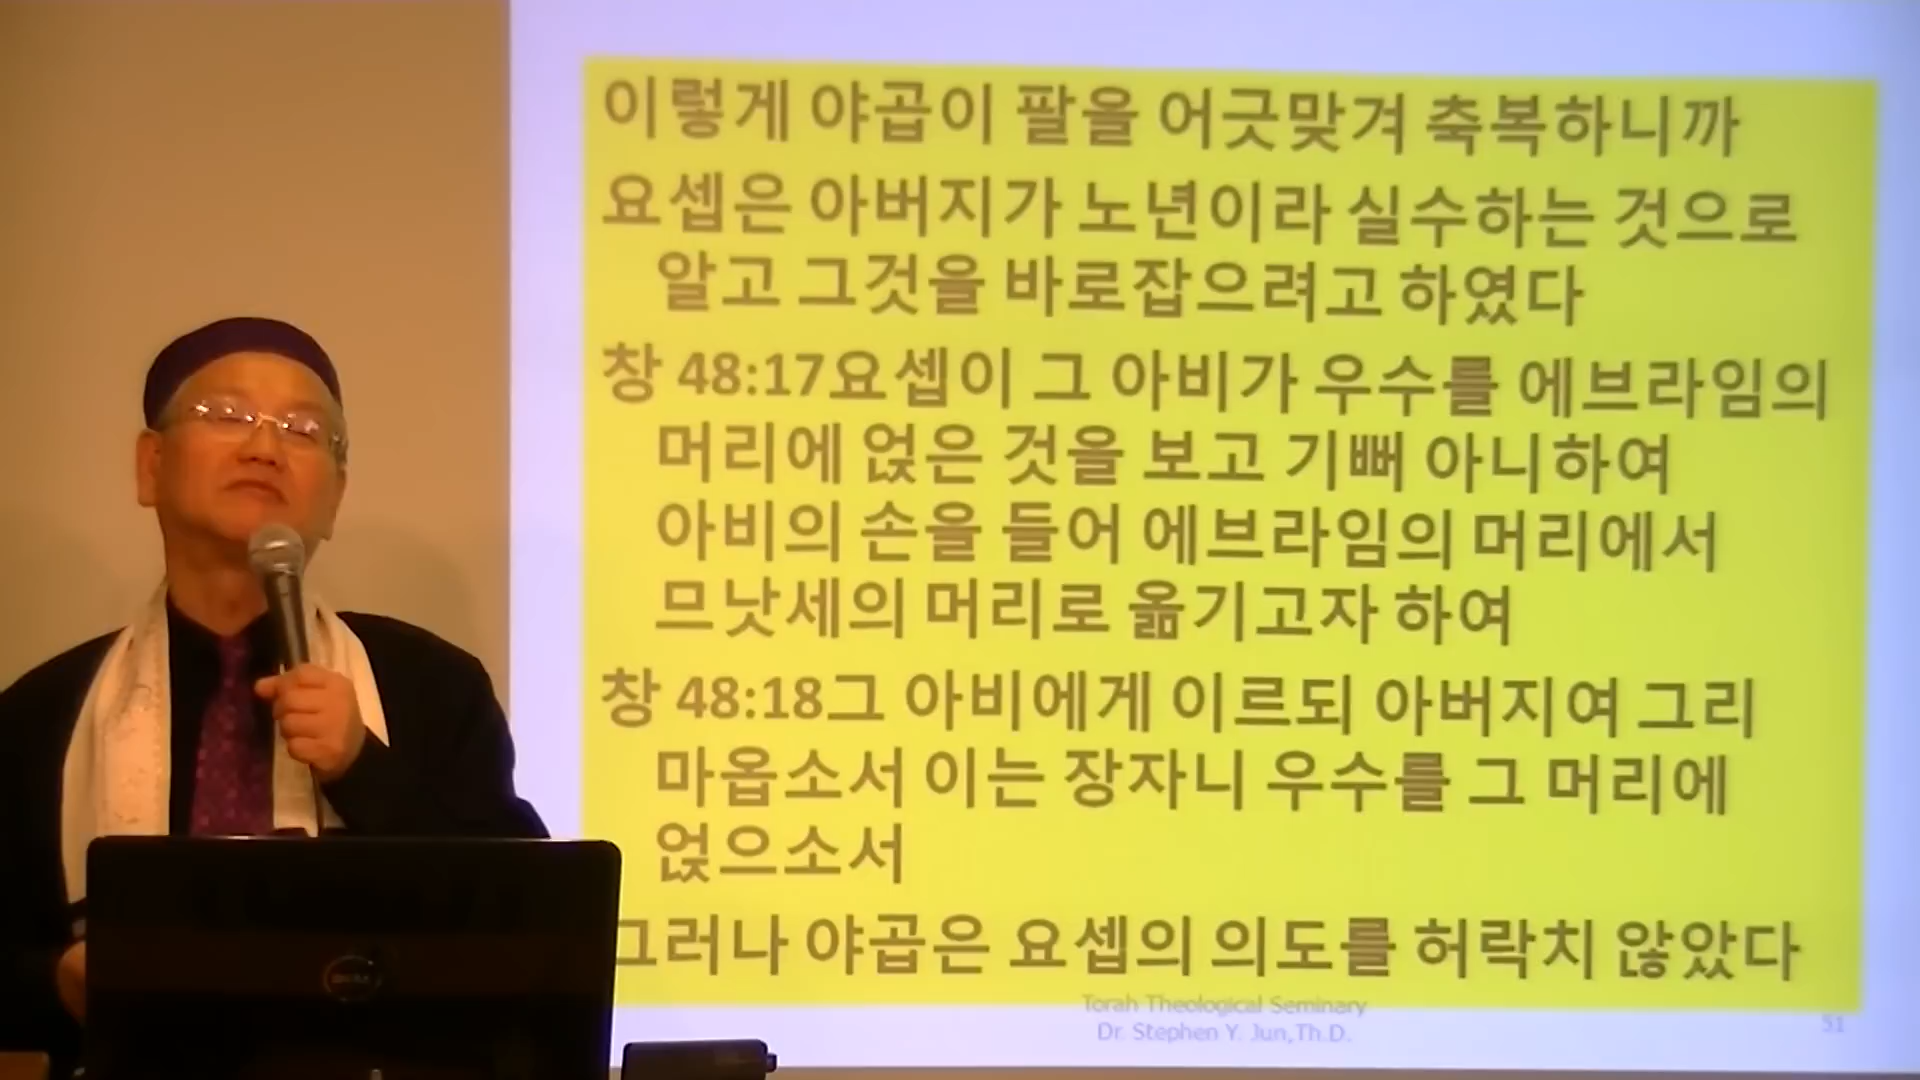 이렇게 야곱이 팔을 어긋맞겨 축복하니까
요셉은 아버지가 노년이라 실수하는 것으로
알고 그것을 바로잡으려고 하였다
창 48:17요셉이 그 아비가 우수를 에브라임의
머리에 얹은 것을 보고 기뻐 아니하여
아비의 손을 들어 에브라임의 머리에서
므낫세의 머리로 옮기고자 하여
창 48:18그 아비에게 이르되 아버지여 그리
마옵소서 이는 장자니 우수를 그 머리에
얹으소서
그러나 야곱은 요셉의 의도를 허락치 않았다
Torah Theological Seminary
Dr. Stephen Y. Jun,Th.D.
51
DELL